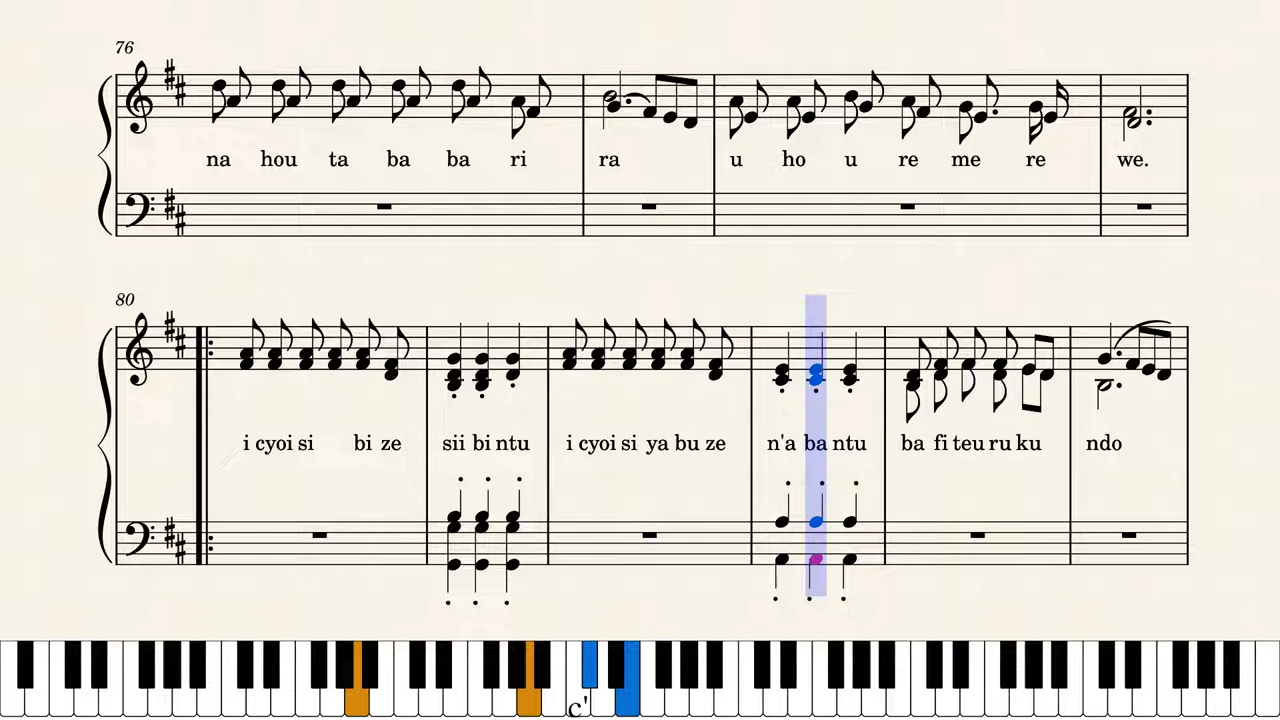 76
na hou ta ba ba ri ra u ho u re me re we.
80
i cyoi si bi ze sii bi ntu i cyoi si ya bu ze n'a ba ntu ba fi teu ru ku ndo
c'